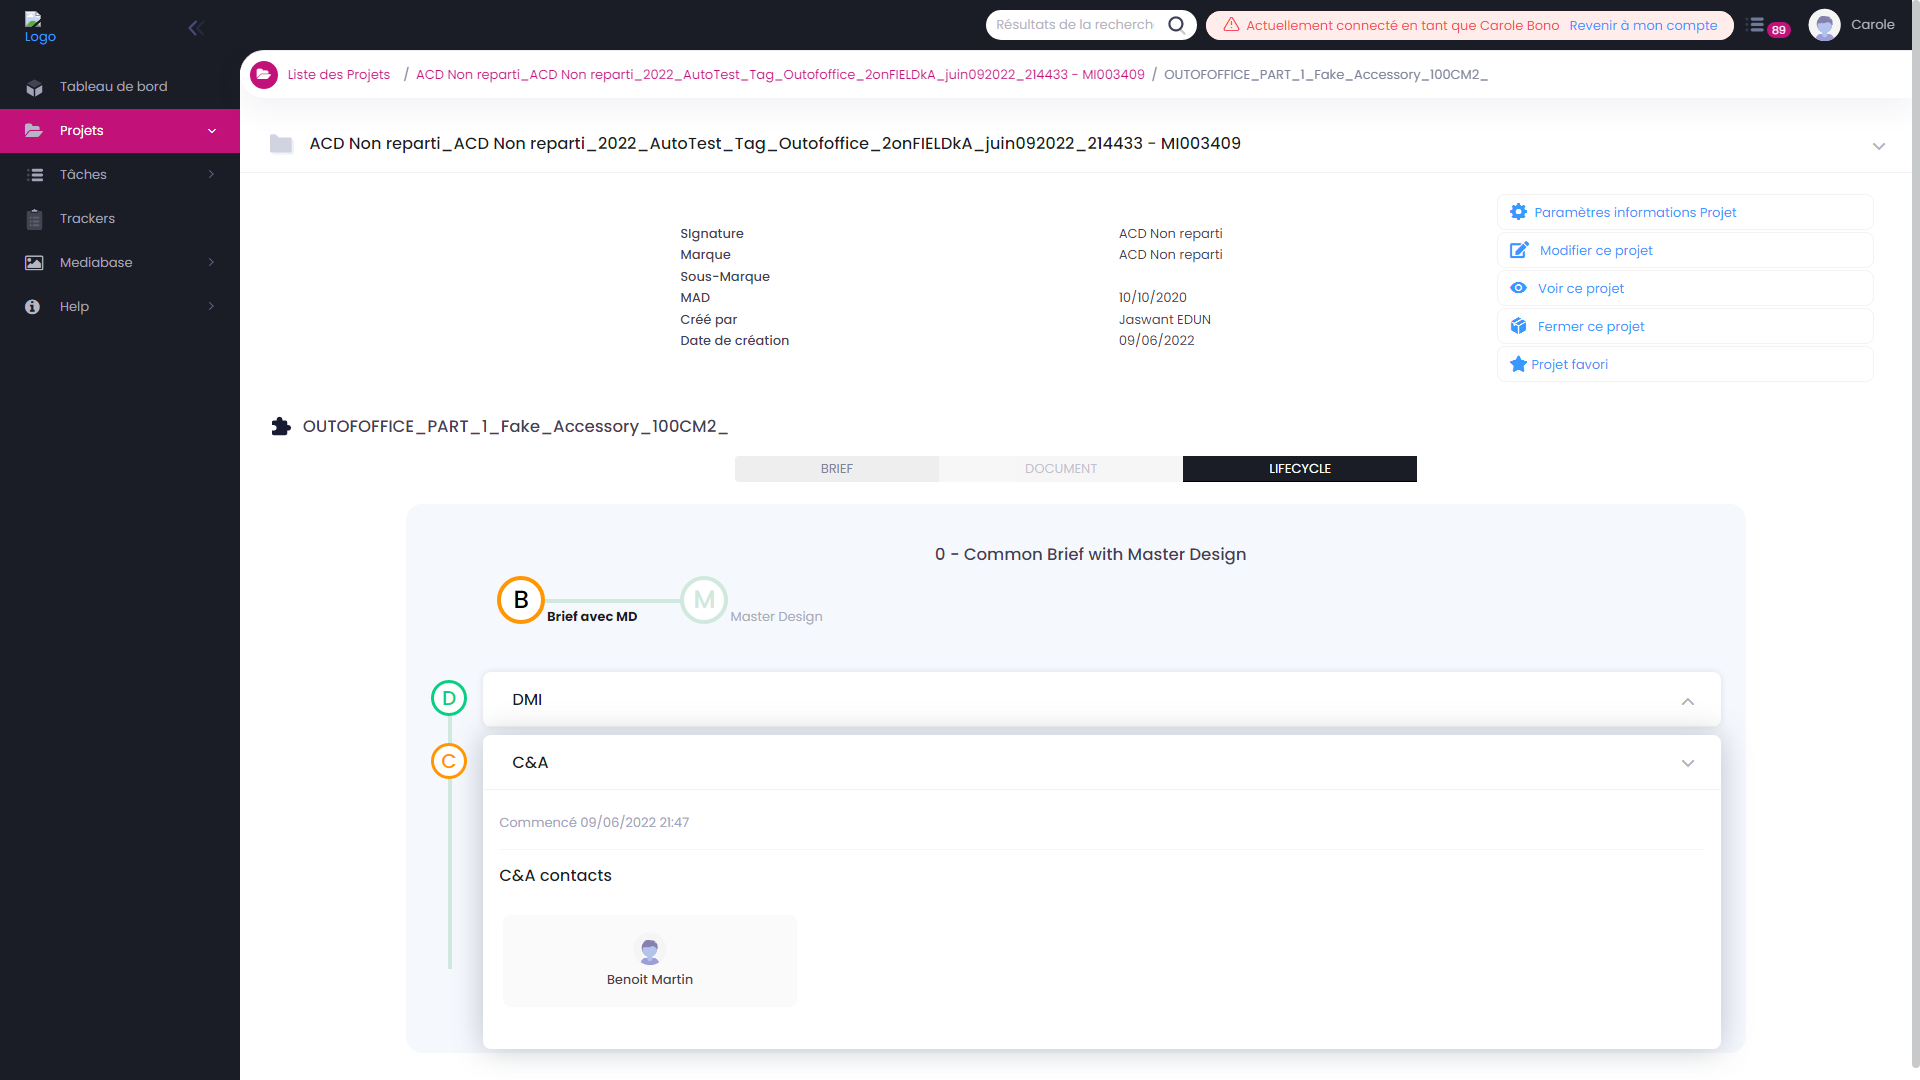 Logo
Résultats de la recherch
Actuellement connecté en tant que Carole Bono Revenir à mon compte
89
Carole
Tableau de bord
Projets
Tâches
Trackers
Mediabase
Help
Liste des Projets / ACD Non reparti_ACD Non reparti_2022_AutoTest_Tag_Outofoffice_2onFIELDkA_juin092022_214433 - MI003409 / OUTOFOFFICE_PART_1_Fake_Accessory_100CM2_
ACD Non reparti_ACD Non reparti_2022_AutoTest_Tag_Outofoffice_2onFIELDkA_juin092022_214433 - MI003409
SIgnature ACD Non reparti
Marque ACD Non reparti
Sous-Marque
MAD 10/10/2020
Créé par Jaswant EDUN
Date de création 09/06/2022
Paramètres informations Projet
Modifier ce projet
Voir ce projet
Fermer ce projet
Projet favori
OUTOFOFFICE_PART_1_Fake_Accessory_100CM2_
BRIEF DOCUMENT LIFECYCLE
0 - Common Brief with Master Design
B Brief avec MD M Master Design
D DMI
C C&A
Commencé 09/06/2022 21:47
C&A contacts
Benoit Martin